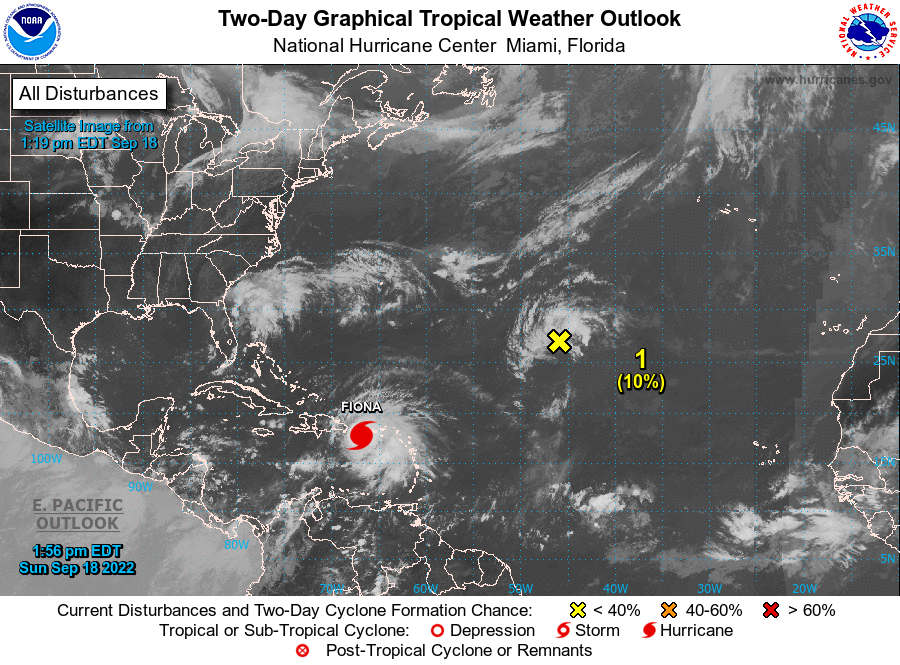 Two-Day Graphical Tropical Weather Outlook
National Hurricane Center Miami, Florida
NOAA
NATIONAL WEATHER SERVICE
www.hurricanes.gov
All Disturbances
Satellite Image from
1:19 pm EDT Sep 18
45N
35N
1
(10%)
25N
FIONA
100W
90W
E. PACIFIC
OUTLOOK
1:56 pm EDT
Sun Sep 18 2022
80W
5N
70W 60W 50W 40W 30W 20W
Current Disturbances and Two-Day Cyclone Formation Chance: < 40% 40-60% > 60%
Tropical or Sub-Tropical Cyclone: Depression Storm Hurricane
Post-Tropical Cyclone or Remnants